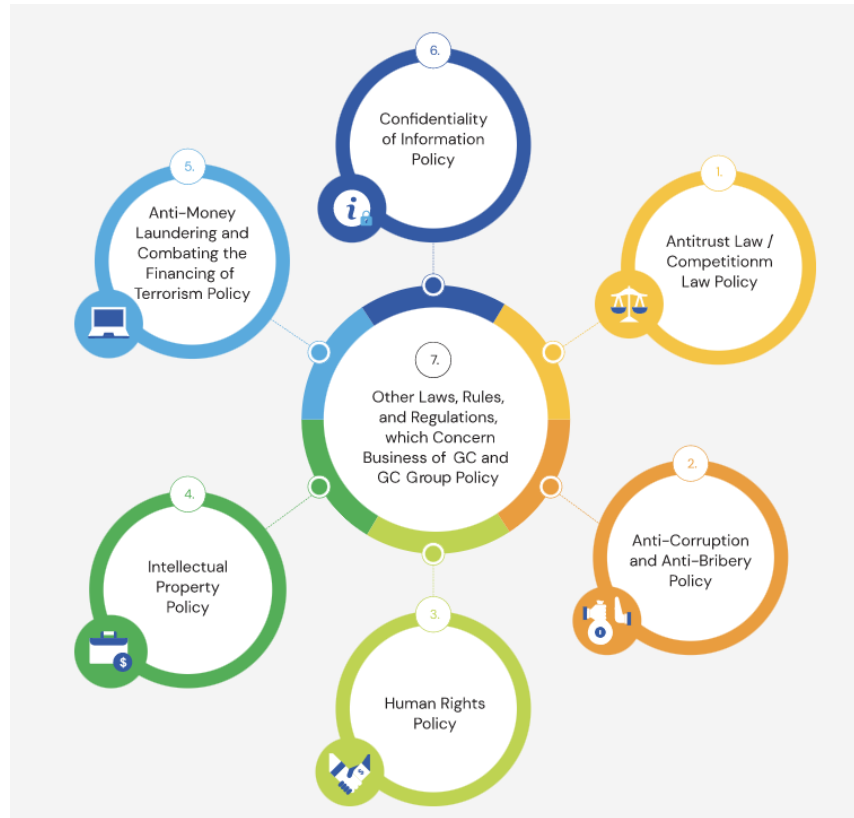 6.
Confidentiality
of Information
Policy
5.
Anti-Money
Laundering and
Combating the
Financing of
Terrorism Policy
1.
Antitrust Law /
Competitionm
Law Policy
7.
Other Laws, Rules,
and Regulations,
which Concern
Business of GC and
GC Group Policy
4.
Intellectual
Property
Policy
$
2.
Anti-Corruption
and Anti-Bribery
Policy
3.
Human Rights
Policy